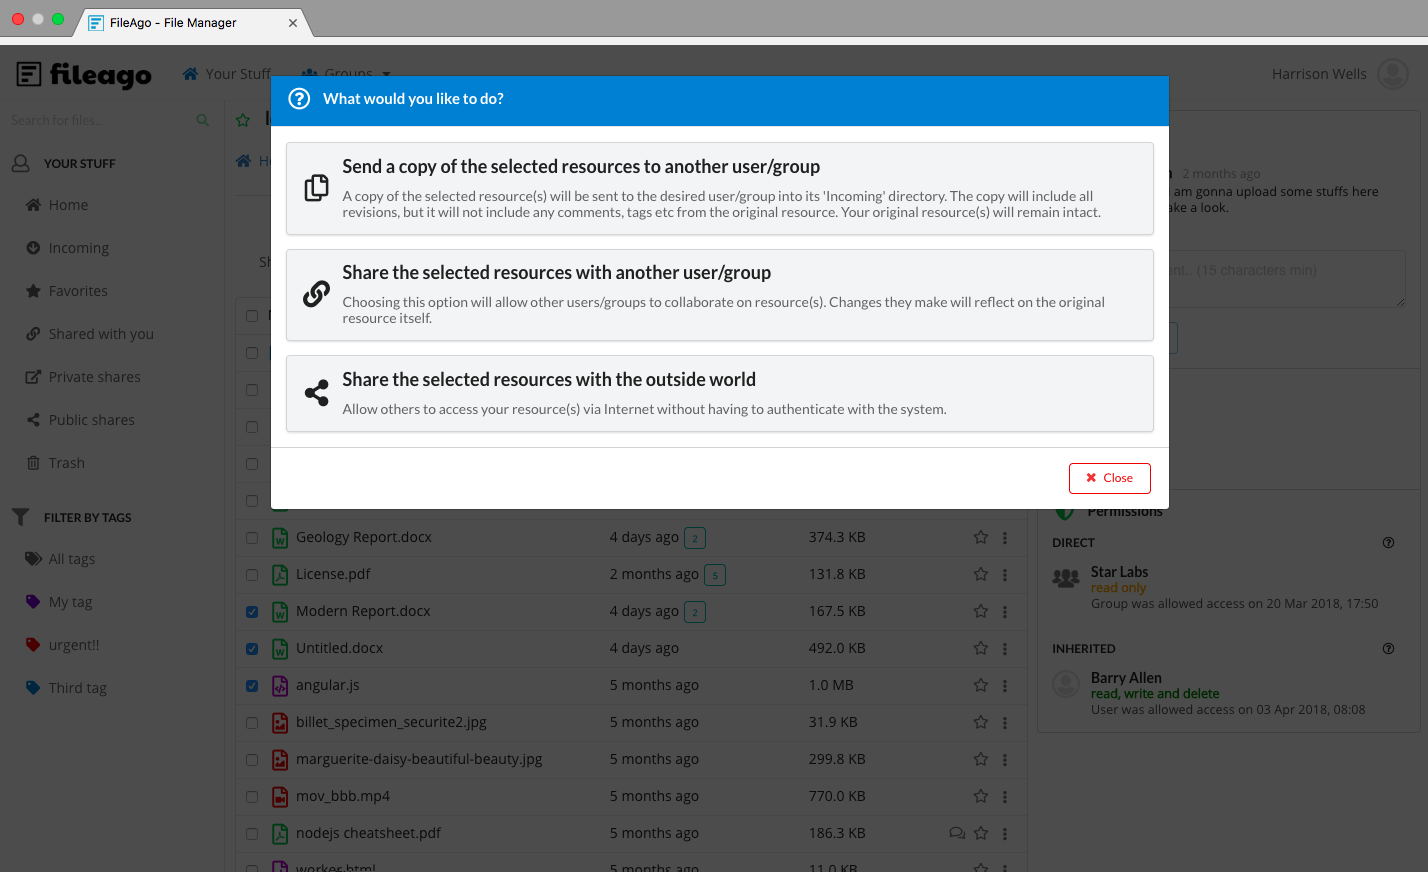 FileAgo - File Manager
fileago
Your Stuff
Groups
Harrison Wells
Search for files...
YOUR STUFF
Home
Incoming
Favorites
Shared with you
Private shares
Public shares
Trash
FILTER BY TAGS
All tags
My tag
urgent!!
Third tag
What would you like to do?
Send a copy of the selected resources to another user/group
A copy of the selected resource(s) will be sent to the desired user/group into its 'Incoming' directory. The copy will include all
revisions, but it will not include any comments, tags etc from the original resource. Your original resource(s) will remain intact.
Share the selected resources with another user/group
Choosing this option will allow other users/groups to collaborate on resource(s). Changes they make will reflect on the original
resource itself.
Share the selected resources with the outside world
Allow others to access your resource(s) via Internet without having to authenticate with the system.
Close
2 months ago
am gonna upload some stuffs here
a look.
(15 characters min)
Geology Report.docx 4 days ago 2 374.3 KB
License.pdf 2 months ago 5 131.8 KB
Modern Report.docx 4 days ago 2 167.5 KB
Untitled.docx 4 days ago 492.0 KB
angular.js 5 months ago 1.0 MB
billet_specimen_securite2.jpg 5 months ago 31.9 KB
marguerite-daisy-beautiful-beauty.jpg 5 months ago 299.8 KB
mov_bbb.mp4 5 months ago 770.0 KB
nodejs cheatsheet.pdf 5 months ago 186.3 KB
worker.html 5 months ago 11.0 KB
Permissions
DIRECT
Star Labs
read only
Group was allowed access on 20 Mar 2018, 17:50
INHERITED
Barry Allen
read, write and delete
User was allowed access on 03 Apr 2018, 08:08